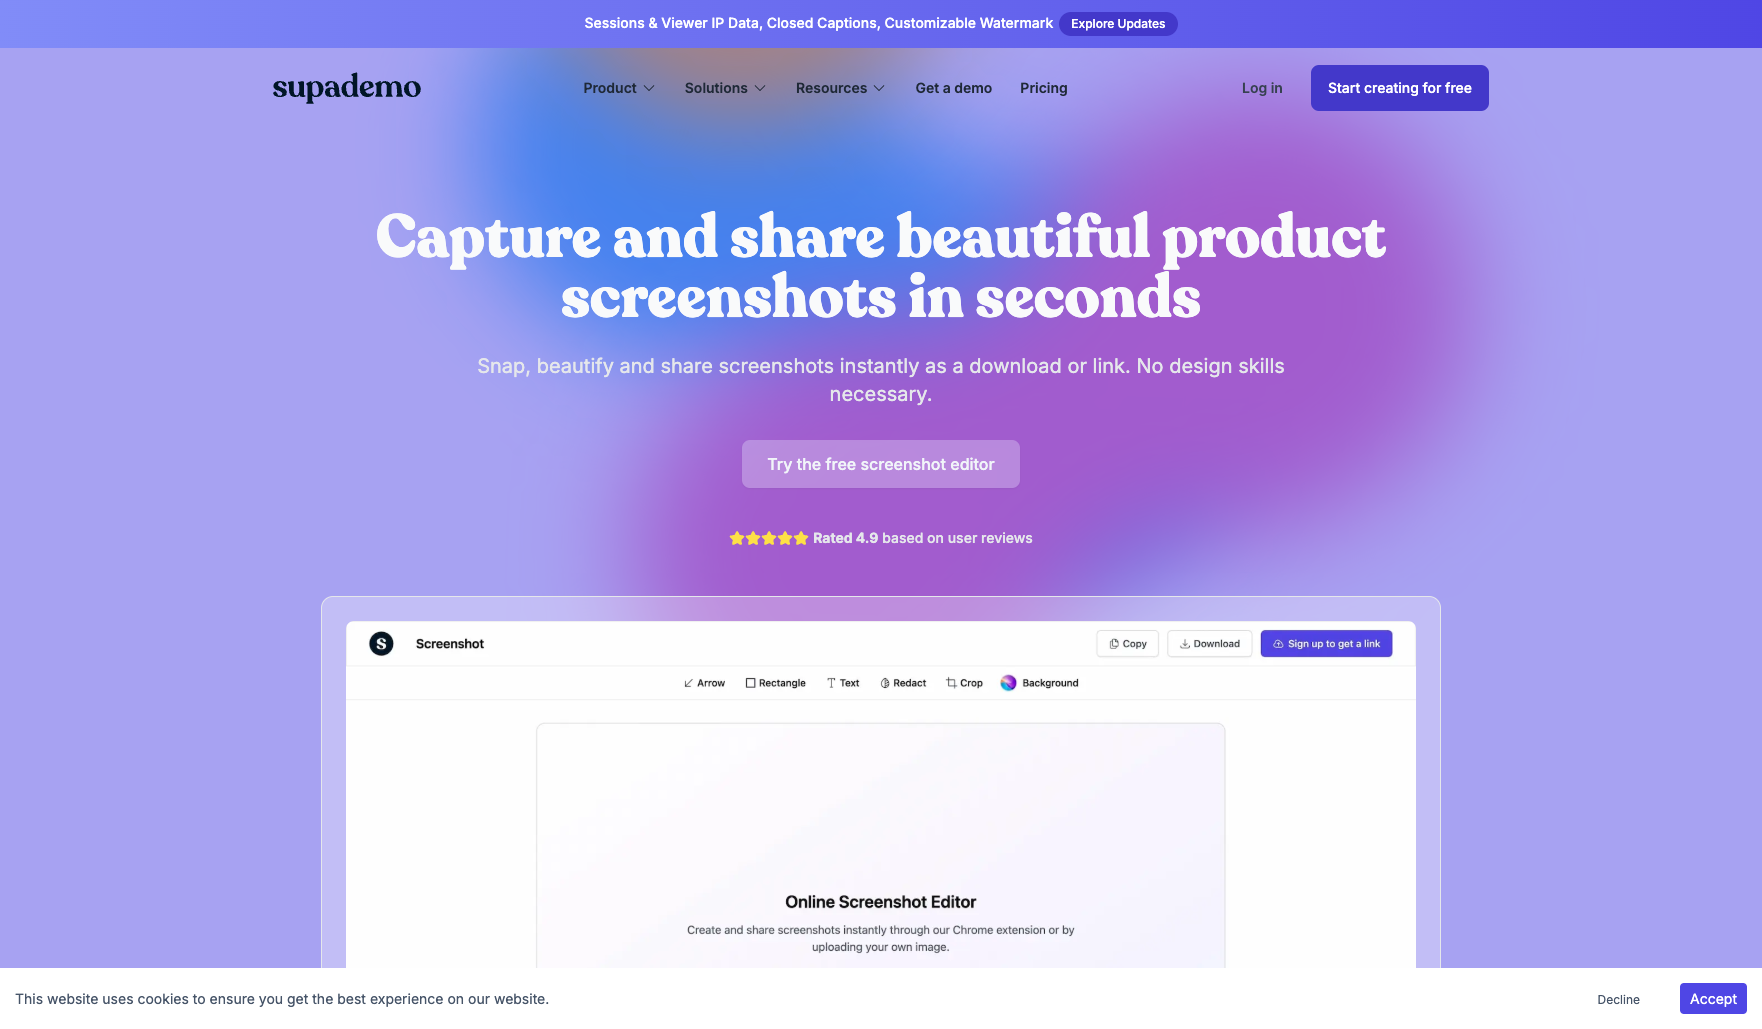 Sessions & Viewer IP Data, Closed Captions, Customizable Watermark Explore Updates
supademo Product Solutions Resources Get a demo Pricing Log in Start creating for free
Capture and share beautiful product
screenshots in seconds
Snap, beautify and share screenshots instantly as a download or link. No design skills
necessary.
Try the free screenshot editor
Rated 4.9 based on user reviews
S Screenshot Copy Download Sign up to get a link
Arrow Rectangle Text Redact Crop Background
Online Screenshot Editor
Create and share screenshots instantly through our Chrome extension or by
uploading your own image.
This website uses cookies to ensure you get the best experience on our website. Decline Accept